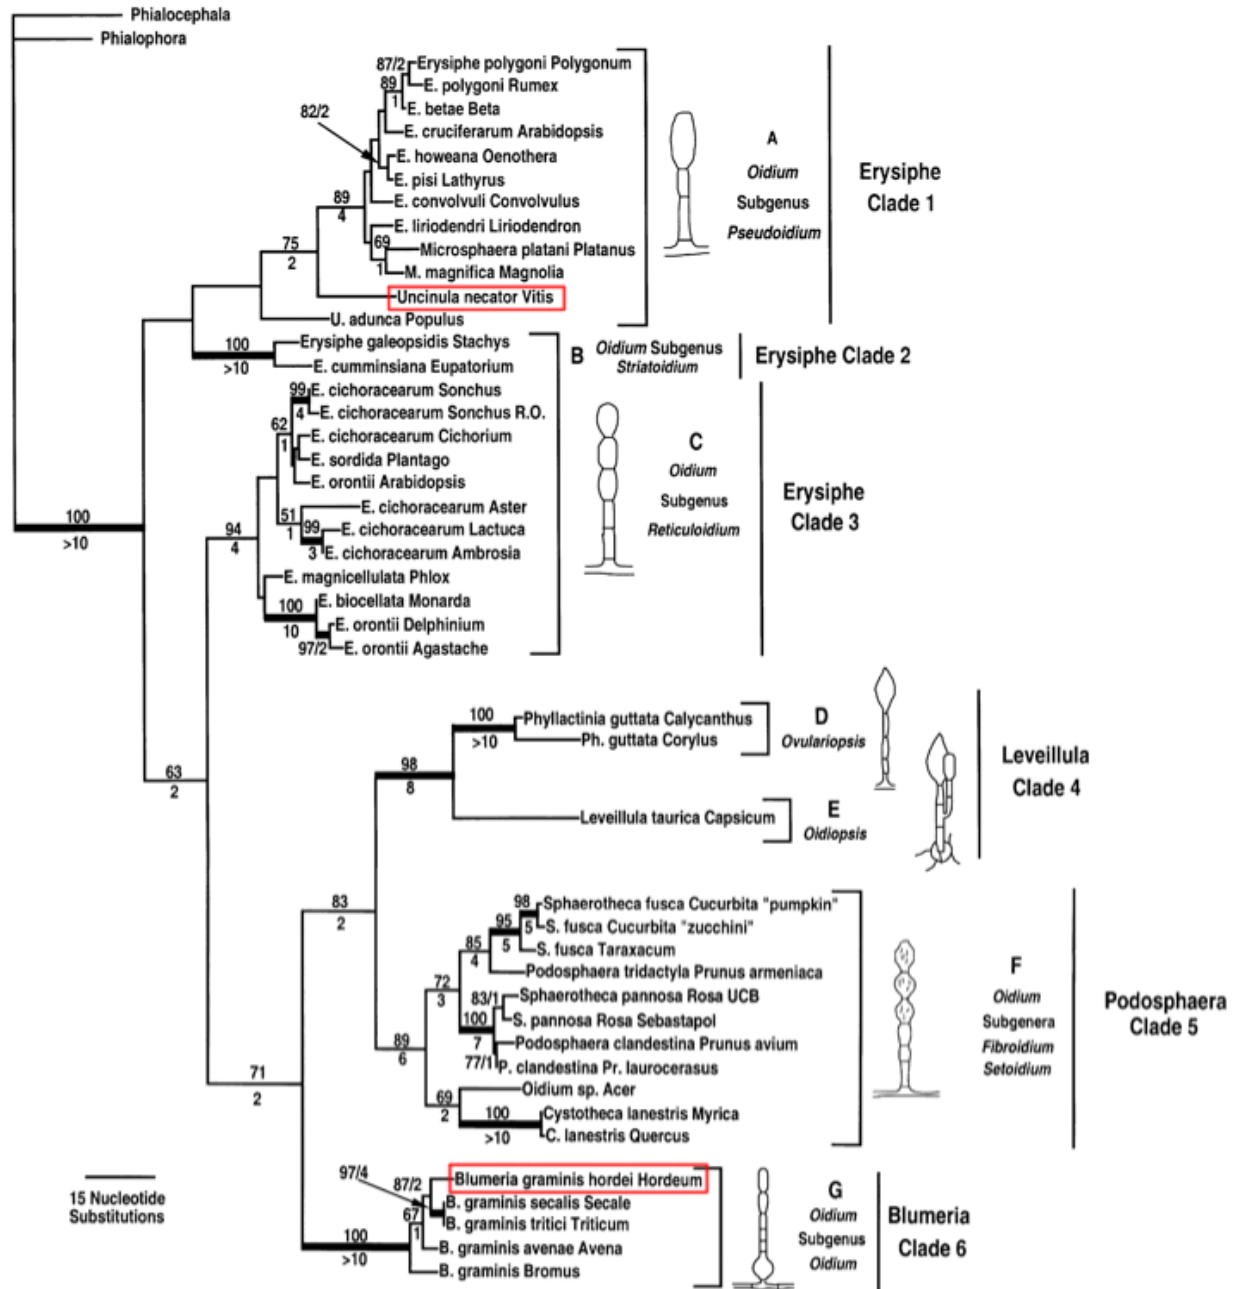 Phialocephala
Phialophora
87/2
Erysiphe polygoni Polygonum
89
E. polygoni Rumex
1
E. betae Beta
82/2
E. cruciferarum Arabidopsis
E. howeana Oenothera
E. pisi Lathyrus
89
4
E. convolvuli Convolvulus
E. liriodendri Liriodendron
75
2
69
1
Microsphaera platani Platanus
M. magnifica Magnolia
Uncinula necator Vitis
U. adunca Populus
A
Oidium
Subgenus
Pseudoidium
Erysiphe
Clade 1
100
>10
Erysiphe galeopsidis Stachys
E. cumminsiana Eupatorium
B
Oidium Subgenus
Striatoidium
Erysiphe Clade 2
99
4
E. cichoracearum Sonchus
E. cichoracearum Sonchus R.O.
62
1
E. cichoracearum Cichorium
E. sordida Plantago
E. orontii Arabidopsis
51
1
E. cichoracearum Aster
99
3
E. cichoracearum Lactuca
E. cichoracearum Ambrosia
94
4
E. magnicellulata Phlox
100
10
E. biocellata Monarda
E. orontii Delphinium
97/2
E. orontii Agastache
C
Oidium
Subgenus
Reticuloidium
Erysiphe
Clade 3
100
>10
63
2
100
>10
Phyllactinia guttata Calycanthus
Ph. guttata Corylus
D
Ovulariopsis
98
8
Leveillula taurica Capsicum
E
Oidiopsis
Leveillula
Clade 4
83
2
98
5
Sphaerotheca fusca Cucurbita "pumpkin"
S. fusca Cucurbita "zucchini"
95
5
S. fusca Taraxacum
85
4
Podosphaera tridactyla Prunus armeniaca
72
3
83/1
Sphaerotheca pannosa Rosa UCB
S. pannosa Rosa Sebastapol
100
7
Podosphaera clandestina Prunus avium
77/1
P. clandestina Pr. laurocerasus
89
6
Oidium sp. Acer
69
2
100
>10
Cystotheca lanestris Myrica
C. lanestris Quercus
F
Oidium
Subgenera
Fibroidium
Setoidium
Podosphaera
Clade 5
71
2
97/4
87/2
Blumeria graminis hordei Hordeum
B. graminis secalis Secale
B. graminis tritici Triticum
67
1
B. graminis avenae Avena
100
>10
B. graminis Bromus
G
Oidium
Subgenus
Oidium
Blumeria
Clade 6
15 Nucleotide
Substitutions